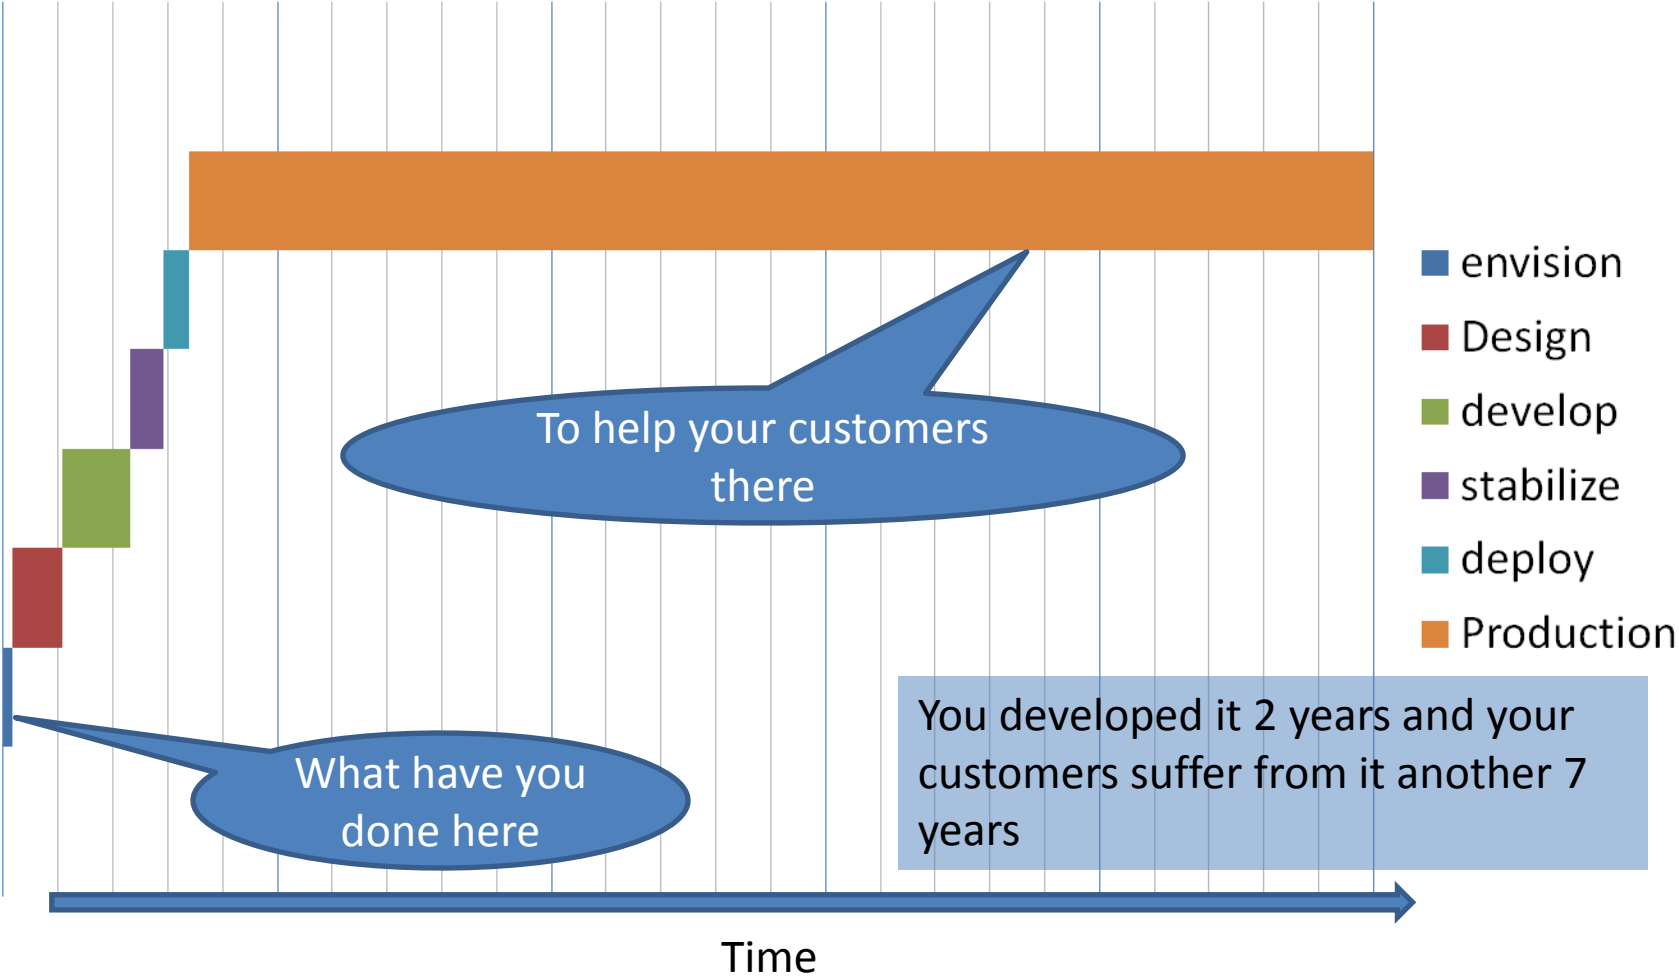 To help your customers
there
envision
Design
develop
stabilize
deploy
Production
What have you
done here
You developed it 2 years and your
customers suffer from it another 7
years
Time